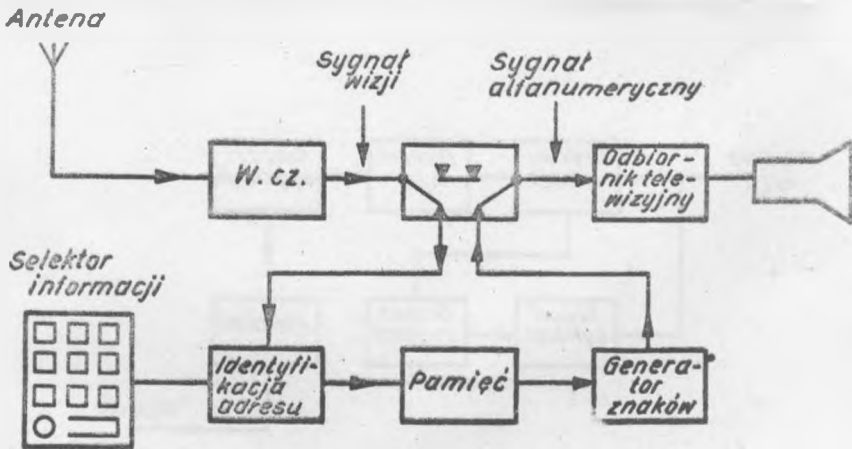 Antena
Sygnał
wizji
Sygnał
alfanumeryczny
W. cz.
Odbior-
nik tele-
wizyjny
Selektor
informacji
Identyfi-
kacja
adresu
Pamięć
Genera-
tor
znaków